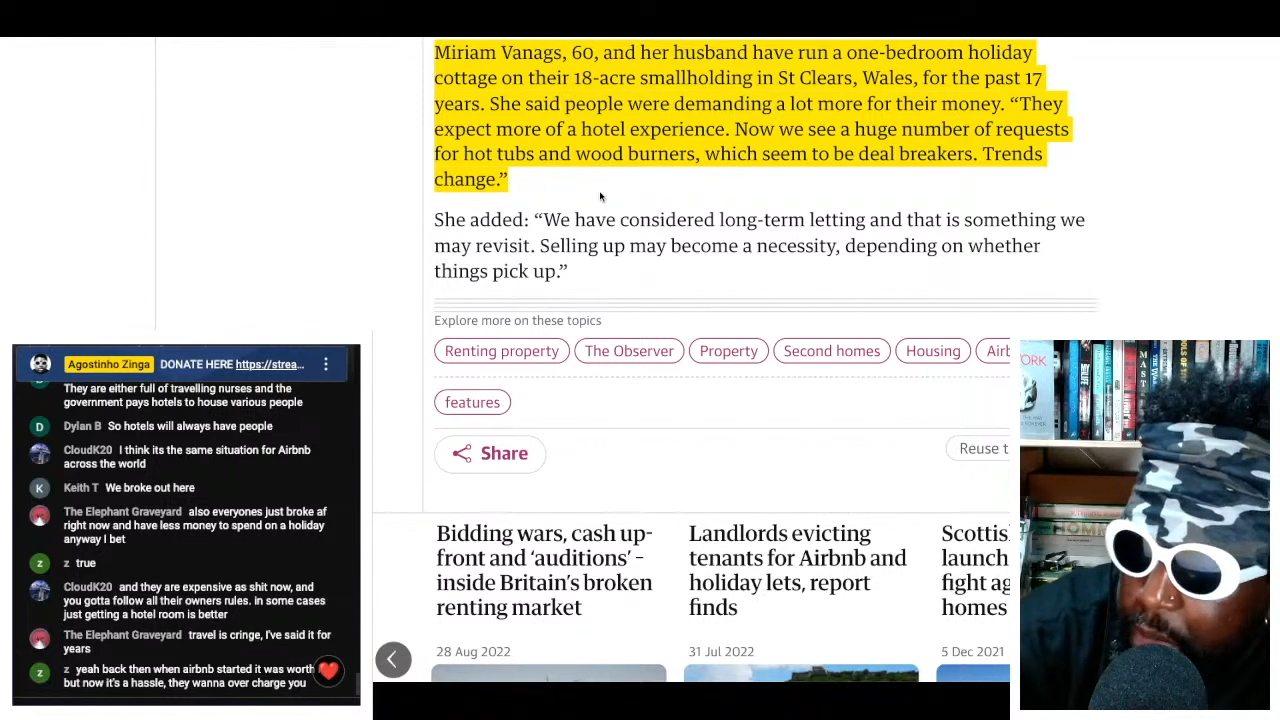 Miriam Vanags, 60, and her husband have run a one-bedroom holiday
cottage on their 18-acre smallholding in St Clears, Wales, for the past 17
years. She said people were demanding a lot more for their money. “They
expect more of a hotel experience. Now we see a huge number of requests
for hot tubs and wood burners, which seem to be deal breakers. Trends
change.”
She added: “We have considered long-term letting and that is something we
may revisit. Selling up may become a necessity, depending on whether
things pick up.”
Explore more on these topics
Renting property The Observer Property Second homes Housing Airb
features
Share
Reuse t
Bidding wars, cash up-
front and ‘auditions’ –
inside Britain’s broken
renting market
28 Aug 2022
Landlords evicting
tenants for Airbnb and
holiday lets, report
finds
31 Jul 2022
Scottis
launch
fight ag
homes
5 Dec 2021
Agostinho Zinga DONATE HERE https://strea...
They are either full of travelling nurses and the
government pays hotels to house various people
D Dylan B So hotels will always have people
CloudK20 I think its the same situation for Airbnb
across the world
K Keith T We broke out here
The Elephant Graveyard also everyones just broke af
right now and have less money to spend on a holiday
anyway I bet
z z true
CloudK20 and they are expensive as shit now, and
you gotta follow all their owners rules. In some cases
just getting a hotel room is better
The Elephant Graveyard travel is cringe, I've said it for
years
z z yeah back then when airbnb started it was worth
but now it's a hassle, they wanna over charge you
ORK
MAST